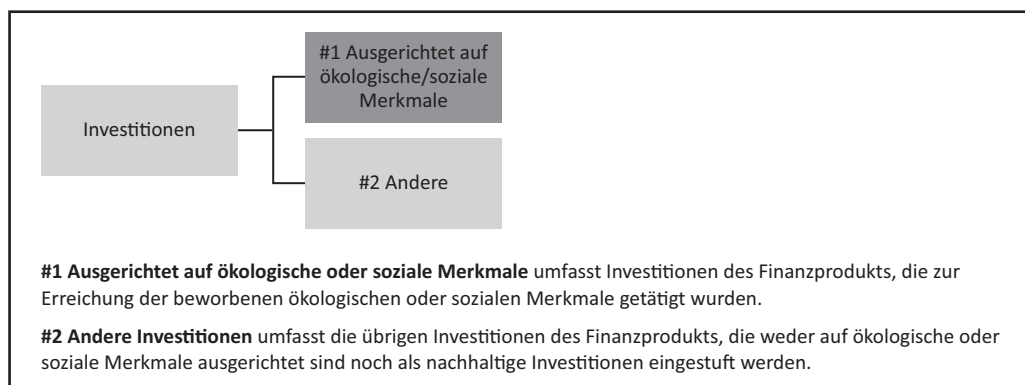 #1 Ausgerichtet auf
ökologische/soziale
Merkmale
Investitionen
#2 Andere
#1 Ausgerichtet auf ökologische oder soziale Merkmale umfasst Investitionen des Finanzprodukts, die zur
Erreichung der beworbenen ökologischen oder sozialen Merkmale getätigt wurden.
#2 Andere Investitionen umfasst die übrigen Investitionen des Finanzprodukts, die weder auf ökologische oder
soziale Merkmale ausgerichtet sind noch als nachhaltige Investitionen eingestuft werden.